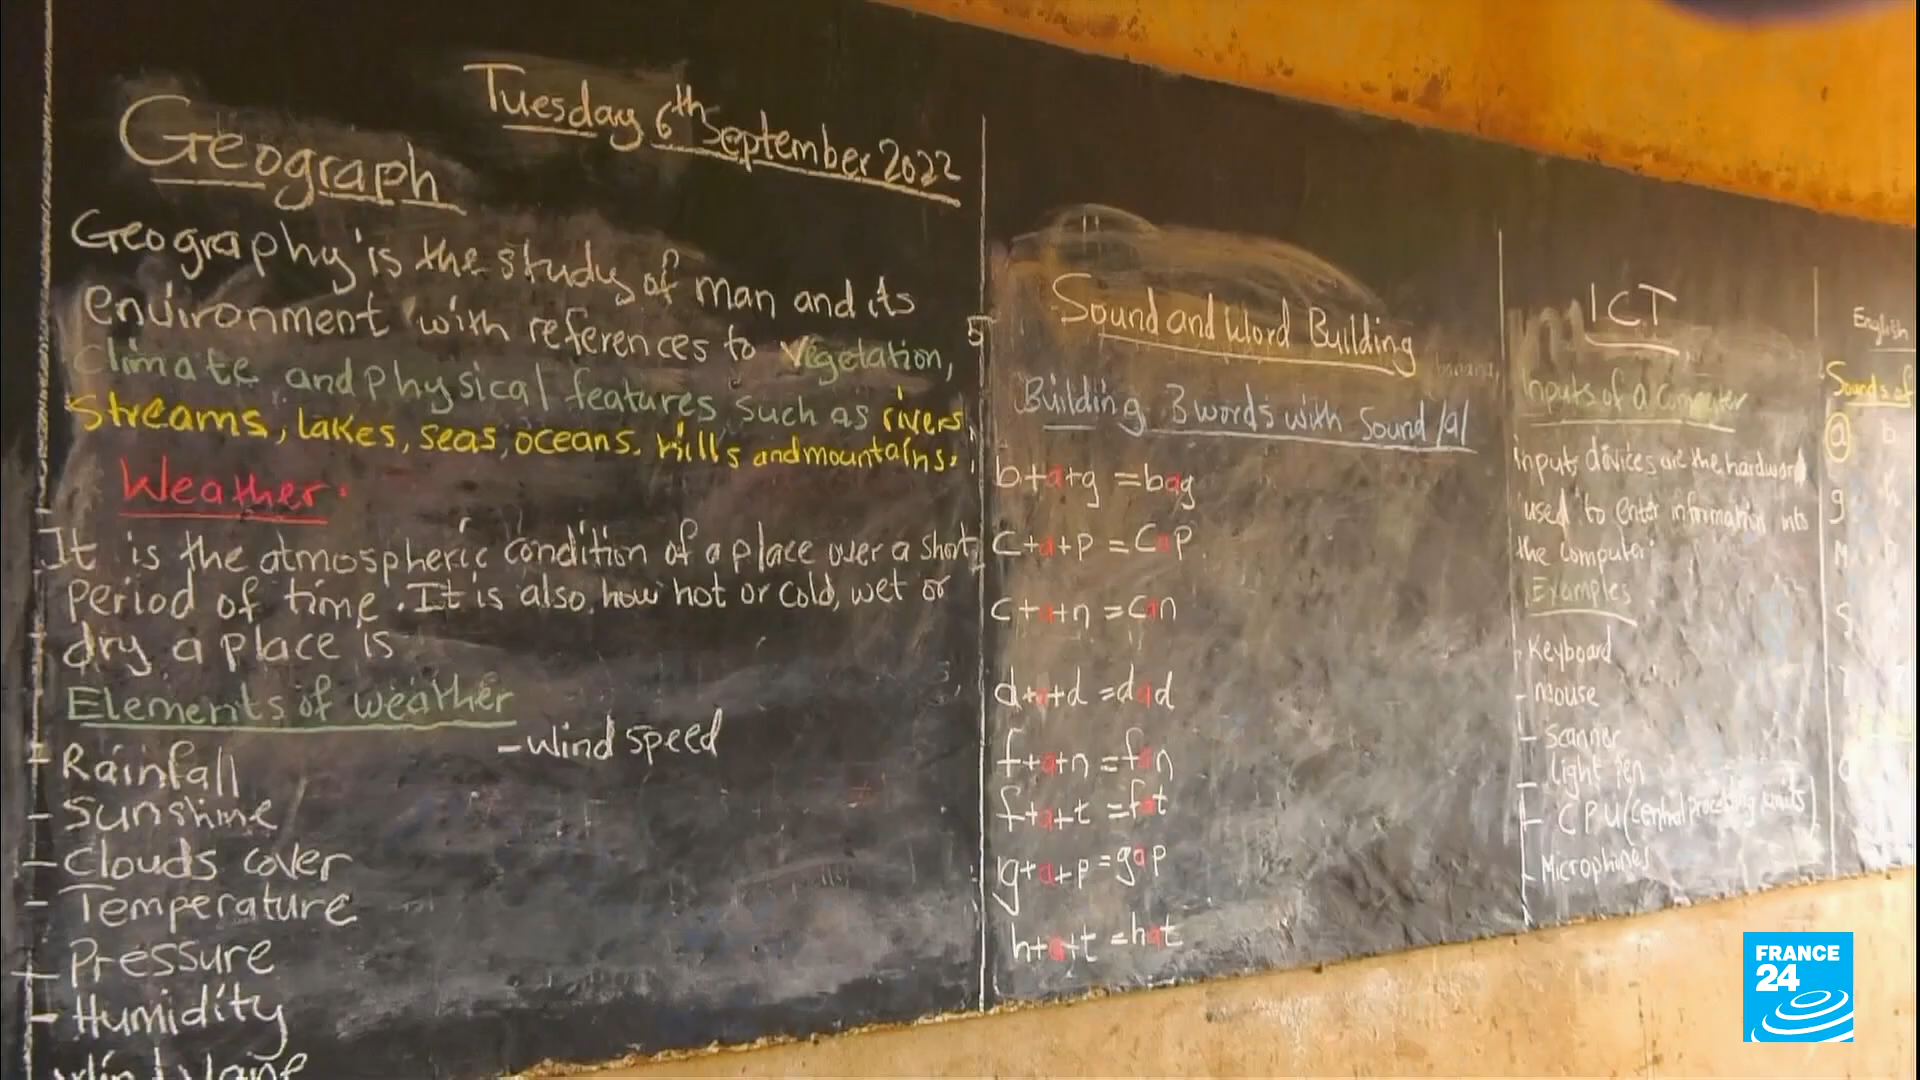 Tuesday 6th September 2022
Geograph
Geography is the study of man and its
environment with references to vegetation,
Climate and physical features such as rivers,
Streams, lakes, seas, oceans, hills and mountains.
Weather.
It is the atmospheric condition of a place over a short
period of time. It is also how hot or cold, wet or
dry a place is
Elements of weather
- Rainfall
- wind speed
- Sunshine
- Clouds cover
- Temperature
- Pressure
- Humidity
Sound and Word Building
Building 3 words with Sound /a/
b+a+g = bag
c+a+p = cap
c+a+n = can
d+a+d = dad
f+a+n = fan
f+a+t = fat
g+a+p = gap
h+a+t = hat
ICT
Inputs of a Computer
Input devices are the
used to enter information into
the computer.
Examples
- Keyboard
- mouse
- Scanner
- light pen
- CPU (Central processing units)
- Microphones
English
Sounds of
a b
g
M
S
FRANCE
24